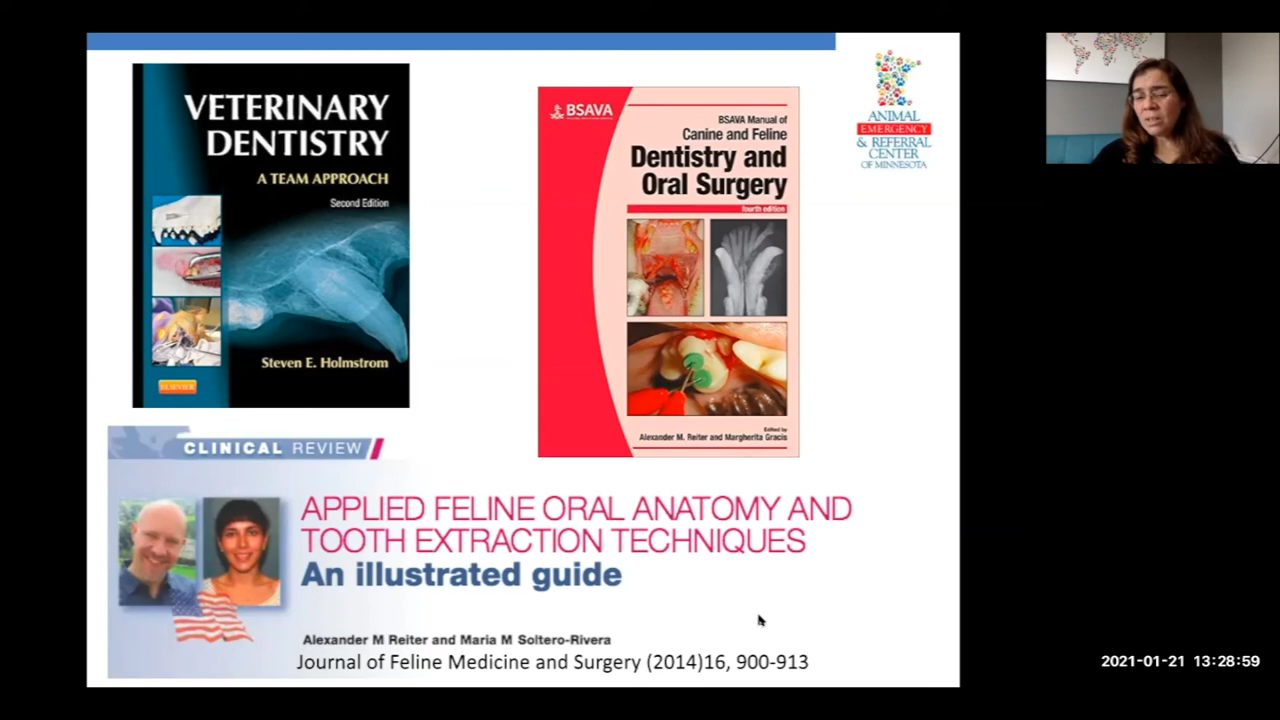 VETERINARY
DENTISTRY
A TEAM APPROACH
Second Edition
Steven E. Holmstrom
ELSEVIER
BSAVA
BSAVA Manual of
Canine and Feline
Dentistry and
Oral Surgery
fourth edition
Edited by
Alexander M. Reiter and Margherita Gracis
ANIMAL
EMERGENCY
& REFERRAL
CENTER
OF MINNESOTA
CLINICAL REVIEW
APPLIED FELINE ORAL ANATOMY AND
TOOTH EXTRACTION TECHNIQUES
An illustrated guide
Alexander M Reiter and Maria M Soltero-Rivera
Journal of Feline Medicine and Surgery (2014)16, 900-913
2021-01-21 13:28:59